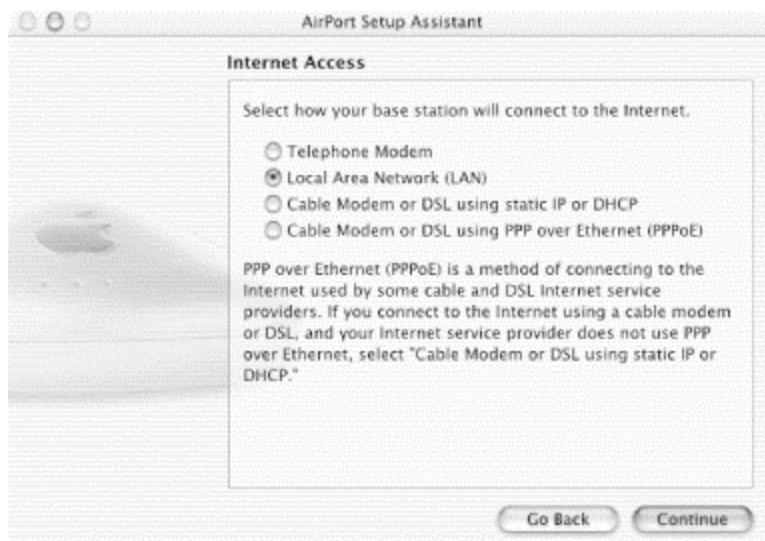 AirPort Setup Assistant
Internet Access
Select how your base station will connect to the Internet.
Telephone Modem
Local Area Network (LAN)
Cable Modem or DSL using static IP or DHCP
Cable Modem or DSL using PPP over Ethernet (PPPoE)
PPP over Ethernet (PPPoE) is a method of connecting to the
Internet used by some cable and DSL Internet service
providers. If you connect to the Internet using a cable modem
or DSL, and your Internet service provider does not use PPP
over Ethernet, select "Cable Modem or DSL using static IP or
DHCP."
Go Back
Continue